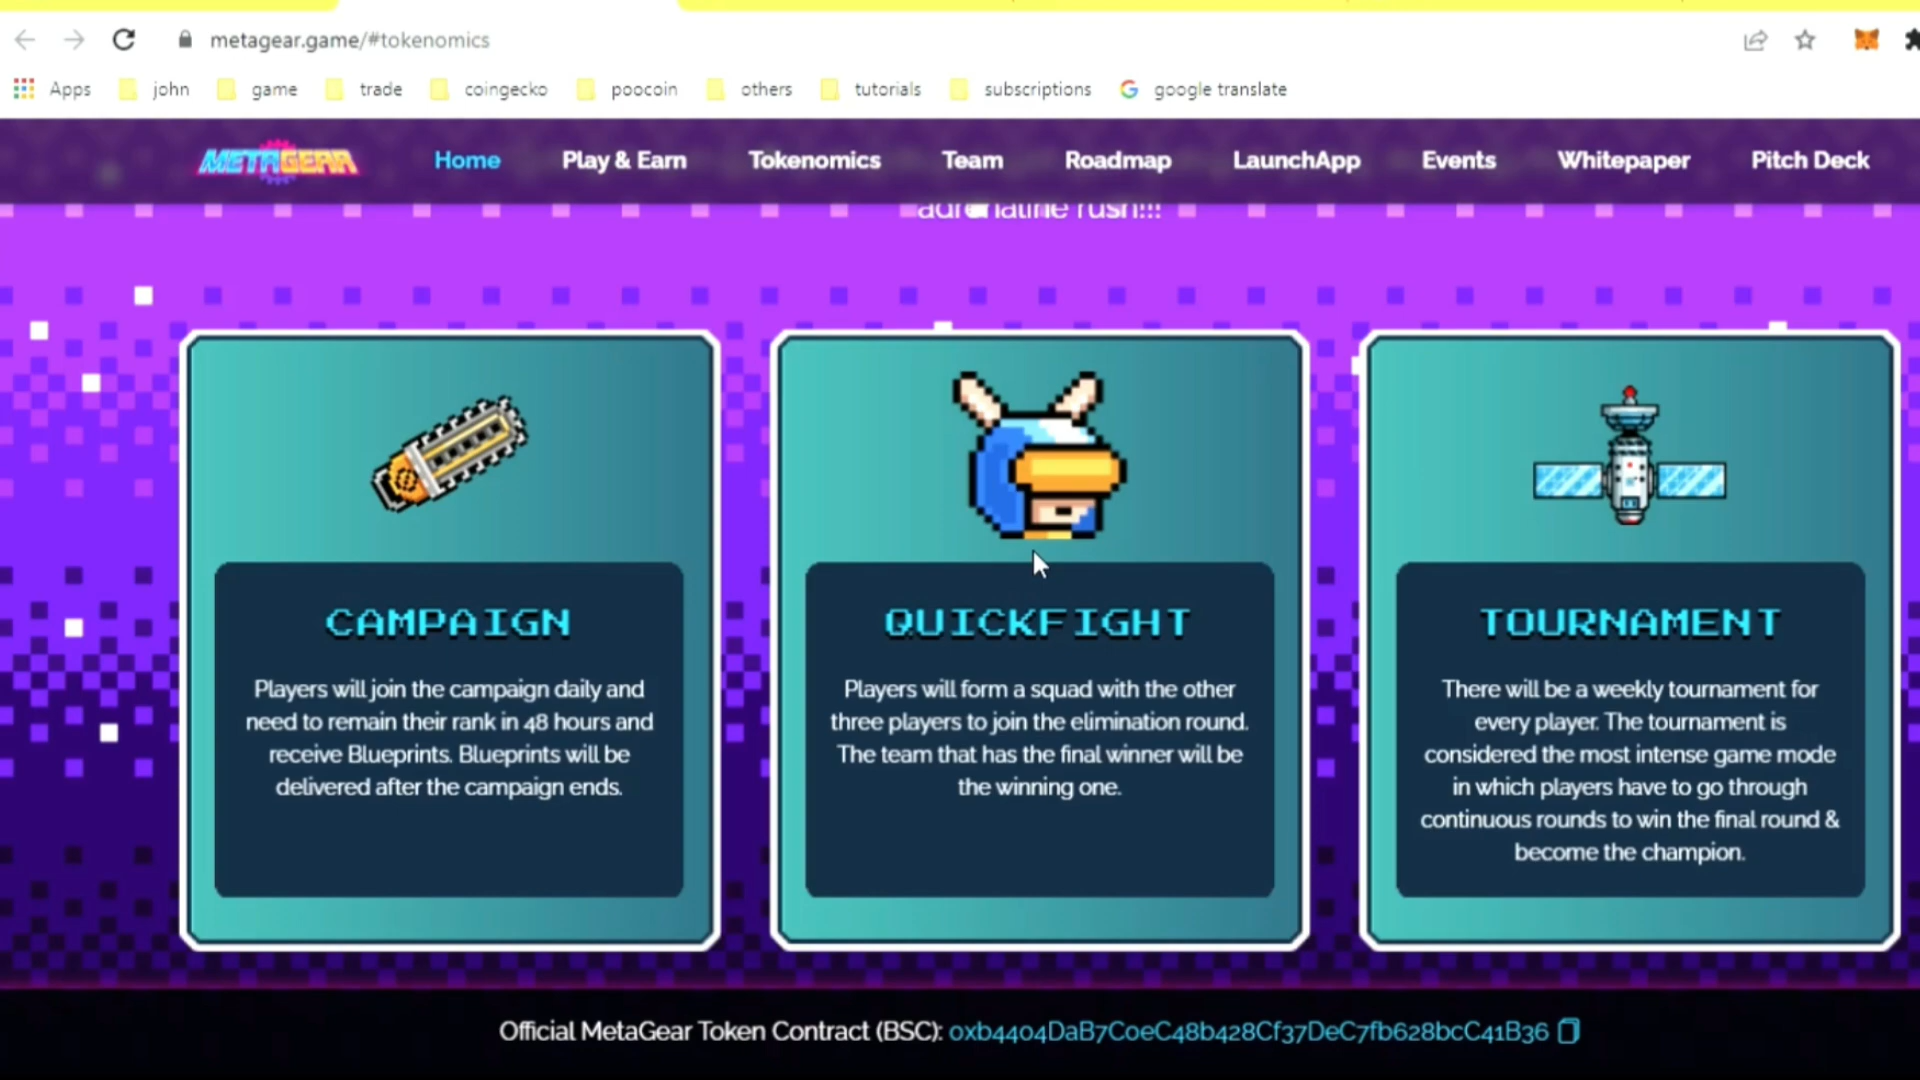 metagear.game/#tokenomics
Apps john game trade coingecko poocoin others tutorials subscriptions google translate
METAGEAR Home Play & Earn Tokenomics Team Roadmap LaunchApp Events Whitepaper Pitch Deck
adrenaline rush!!!
CAMPAIGN
Players will join the campaign daily and
need to remain their rank in 48 hours and
receive Blueprints. Blueprints will be
delivered after the campaign ends.
QUICKFIGHT
Players will form a squad with the other
three players to join the elimination round.
The team that has the final winner will be
the winning one.
TOURNAMENT
There will be a weekly tournament for
every player. The tournament is
considered the most intense game mode
in which players have to go through
continuous rounds to win the final round &
become the champion.
Official MetaGear Token Contract (BSC): 0xb4404DaB7C0eC48b428Cf37DeC7fb628bcC41B36